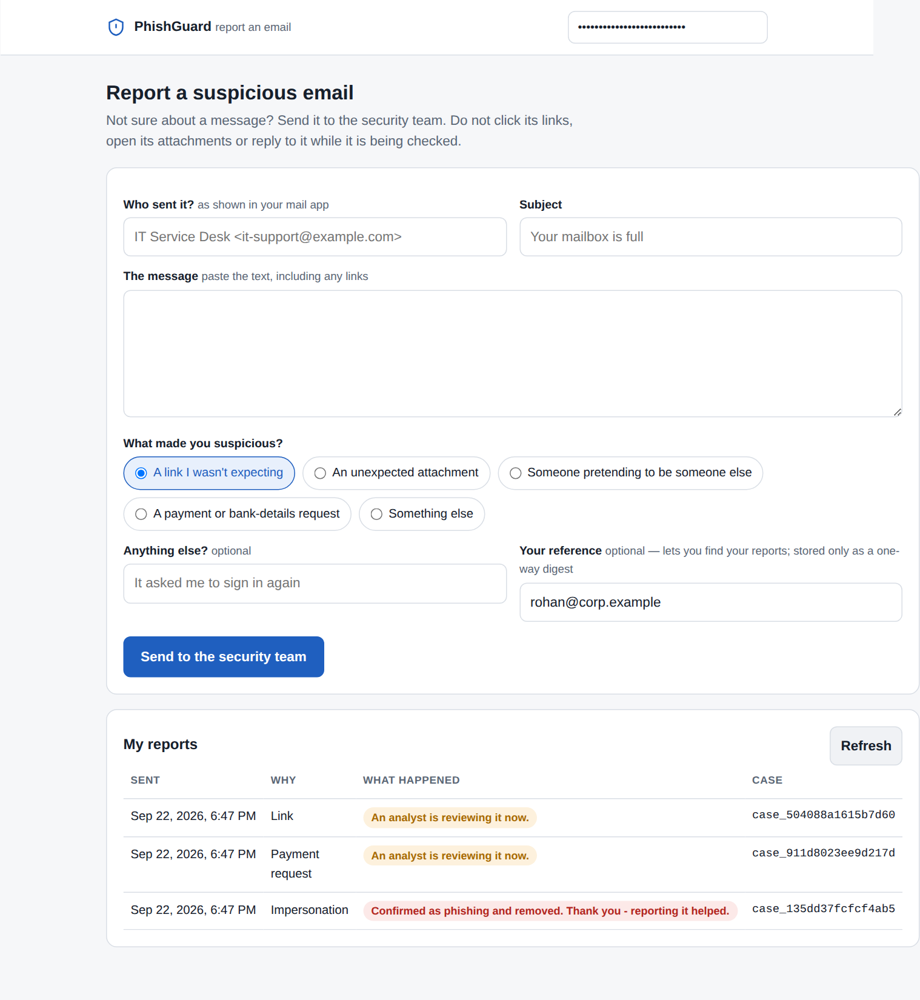 PhishGuard report an email
••••••••••••••••••••••••••
Report a suspicious email
Not sure about a message? Send it to the security team. Do not click its links,
open its attachments or reply to it while it is being checked.
Who sent it? as shown in your mail app
Subject
IT Service Desk <it-support@example.com>
Your mailbox is full
The message paste the text, including any links
What made you suspicious?
A link I wasn't expecting
An unexpected attachment
Someone pretending to be someone else
A payment or bank-details request
Something else
Anything else? optional
Your reference optional — lets you find your reports; stored only as a one-
way digest
It asked me to sign in again
rohan@corp.example
Send to the security team
My reports
Refresh
SENT WHY WHAT HAPPENED CASE
Sep 22, 2026, 6:47 PM Link An analyst is reviewing it now. case_504088a1615b7d60
Sep 22, 2026, 6:47 PM Payment An analyst is reviewing it now. case_911d8023ee9d217d
request
Sep 22, 2026, 6:47 PM Impersonation Confirmed as phishing and removed. Thank you - reporting it helped. case_135dd37fcfcf4ab5